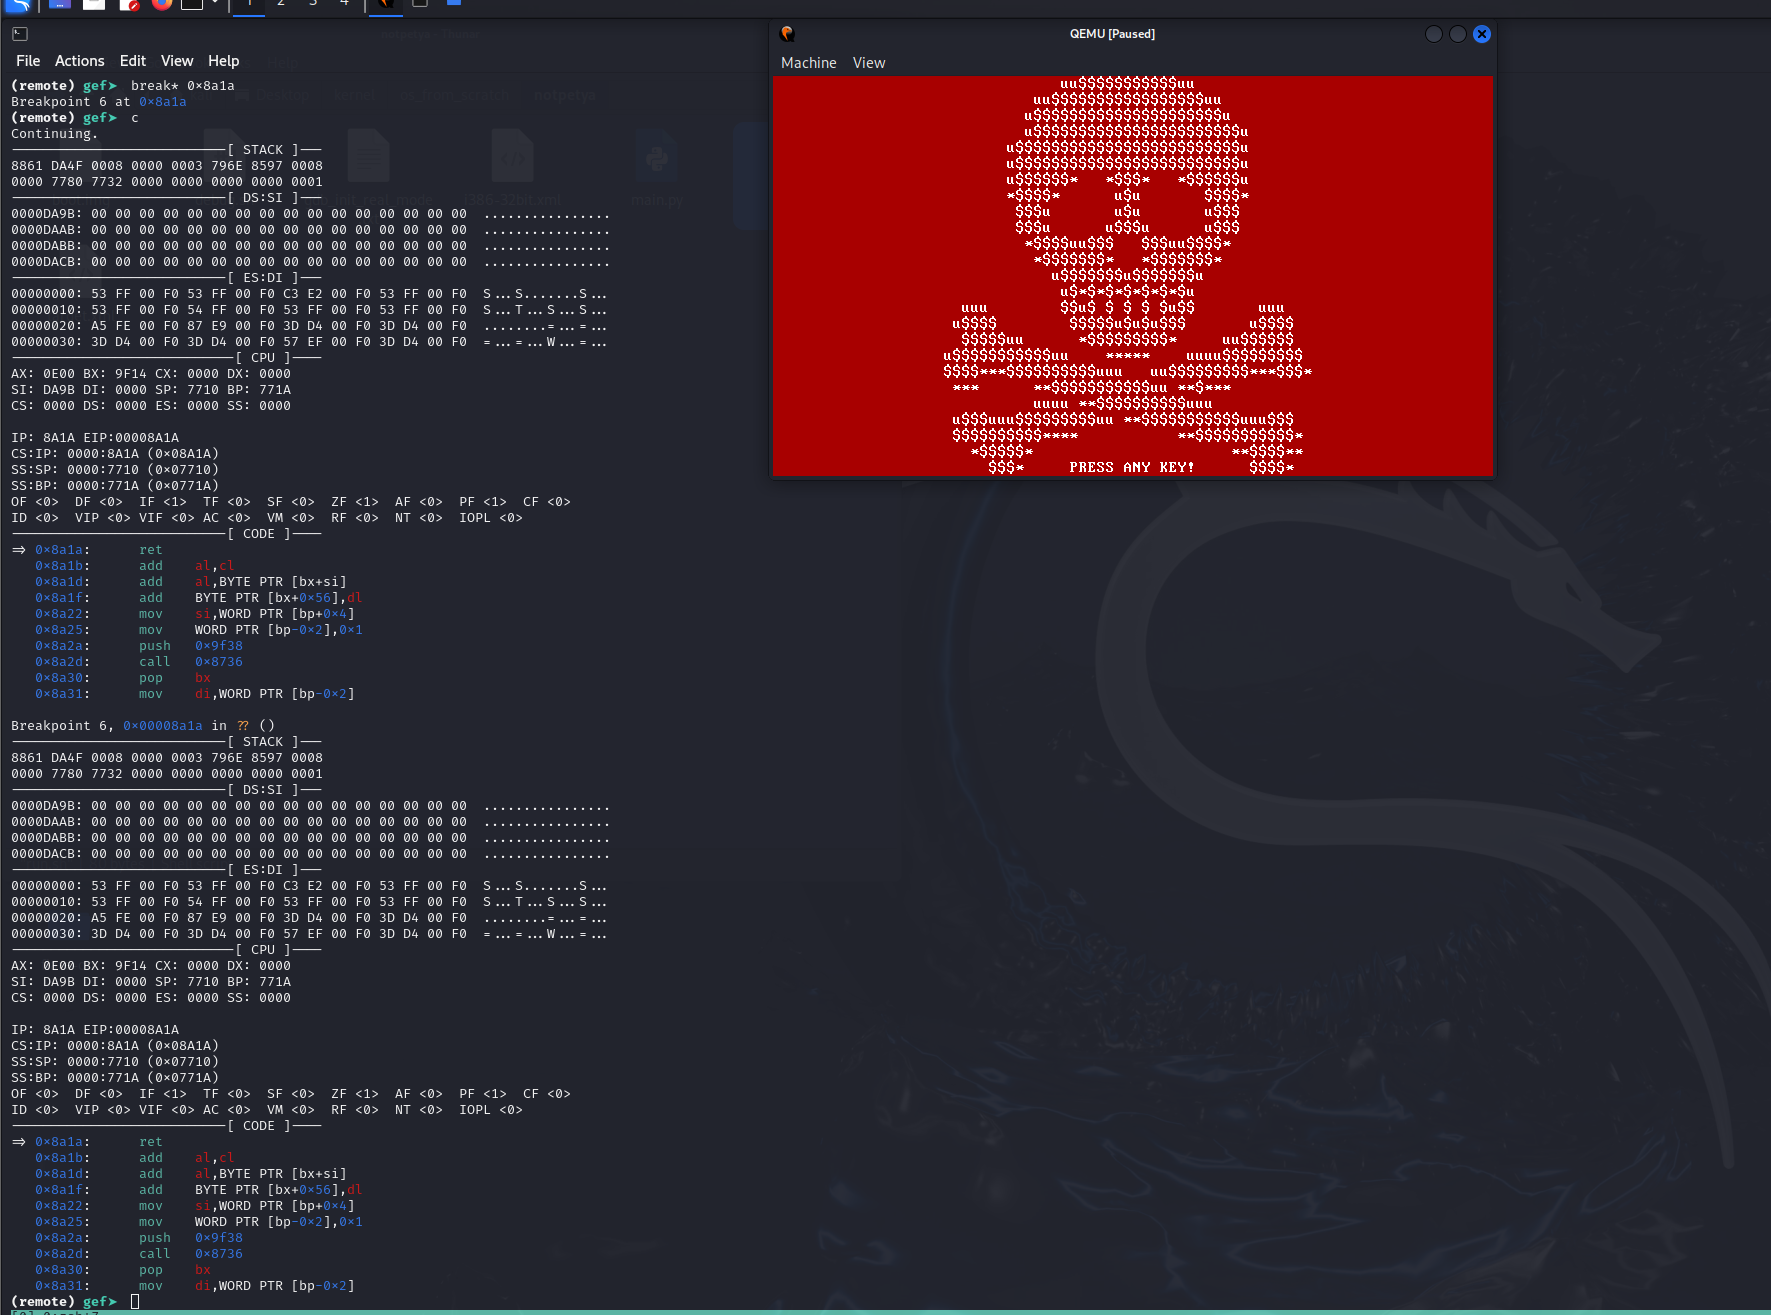 1 2 3 4
File Actions Edit View Help
(remote) gef➤ break* 0×8a1a
Breakpoint 6 at 0×8a1a
(remote) gef➤ c
Continuing.
[ STACK ]
8861 DA4F 0008 0000 0003 796E 8597 0008
0000 7780 7732 0000 0000 0000 0000 0001
[ DS:SI ]
0000DA9B: 00 00 00 00 00 00 00 00 00 00 00 00 00 00 00 00 ................
0000DAAB: 00 00 00 00 00 00 00 00 00 00 00 00 00 00 00 00 ................
0000DABB: 00 00 00 00 00 00 00 00 00 00 00 00 00 00 00 00 ................
0000DACB: 00 00 00 00 00 00 00 00 00 00 00 00 00 00 00 00 ................
[ ES:DI ]
00000000: 53 FF 00 F0 53 FF 00 F0 C3 E2 00 F0 53 FF 00 F0 S...S.......S...
00000010: 53 FF 00 F0 54 FF 00 F0 53 FF 00 F0 53 FF 00 F0 S...T...S...S...
00000020: A5 FE 00 F0 87 E9 00 F0 3D D4 00 F0 3D D4 00 F0 ........=...=...
00000030: 3D D4 00 F0 3D D4 00 F0 57 EF 00 F0 3D D4 00 F0 =...=...W...=...
[ CPU ]
AX: 0E00 BX: 9F14 CX: 0000 DX: 0000
SI: DA9B DI: 0000 SP: 7710 BP: 771A
CS: 0000 DS: 0000 ES: 0000 SS: 0000
IP: 8A1A EIP:00008A1A
CS:IP: 0000:8A1A (0×08A1A)
SS:SP: 0000:7710 (0×07710)
SS:BP: 0000:771A (0×0771A)
OF <0> DF <0> IF <1> TF <0> SF <0> ZF <1> AF <0> PF <1> CF <0>
ID <0> VIP <0> VIF <0> AC <0> VM <0> RF <0> NT <0> IOPL <0>
[ CODE ]
⇒ 0×8a1a: ret
0×8a1b: add al,cl
0×8a1d: add al,BYTE PTR [bx+si]
0×8a1f: add BYTE PTR [bx+0×56],dl
0×8a22: mov si,WORD PTR [bp+0×4]
0×8a25: mov WORD PTR [bp-0×2],0×1
0×8a2a: push 0×9f38
0×8a2d: call 0×8736
0×8a30: pop bx
0×8a31: mov di,WORD PTR [bp-0×2]
Breakpoint 6, 0×00008a1a in ?? ()
[ STACK ]
8861 DA4F 0008 0000 0003 796E 8597 0008
0000 7780 7732 0000 0000 0000 0000 0001
[ DS:SI ]
0000DA9B: 00 00 00 00 00 00 00 00 00 00 00 00 00 00 00 00 ................
0000DAAB: 00 00 00 00 00 00 00 00 00 00 00 00 00 00 00 00 ................
0000DABB: 00 00 00 00 00 00 00 00 00 00 00 00 00 00 00 00 ................
0000DACB: 00 00 00 00 00 00 00 00 00 00 00 00 00 00 00 00 ................
[ ES:DI ]
00000000: 53 FF 00 F0 53 FF 00 F0 C3 E2 00 F0 53 FF 00 F0 S...S.......S...
00000010: 53 FF 00 F0 54 FF 00 F0 53 FF 00 F0 53 FF 00 F0 S...T...S...S...
00000020: A5 FE 00 F0 87 E9 00 F0 3D D4 00 F0 3D D4 00 F0 ........=...=...
00000030: 3D D4 00 F0 3D D4 00 F0 57 EF 00 F0 3D D4 00 F0 =...=...W...=...
[ CPU ]
AX: 0E00 BX: 9F14 CX: 0000 DX: 0000
SI: DA9B DI: 0000 SP: 7710 BP: 771A
CS: 0000 DS: 0000 ES: 0000 SS: 0000
IP: 8A1A EIP:00008A1A
CS:IP: 0000:8A1A (0×08A1A)
SS:SP: 0000:7710 (0×07710)
SS:BP: 0000:771A (0×0771A)
OF <0> DF <0> IF <1> TF <0> SF <0> ZF <1> AF <0> PF <1> CF <0>
ID <0> VIP <0> VIF <0> AC <0> VM <0> RF <0> NT <0> IOPL <0>
[ CODE ]
⇒ 0×8a1a: ret
0×8a1b: add al,cl
0×8a1d: add al,BYTE PTR [bx+si]
0×8a1f: add BYTE PTR [bx+0×56],dl
0×8a22: mov si,WORD PTR [bp+0×4]
0×8a25: mov WORD PTR [bp-0×2],0×1
0×8a2a: push 0×9f38
0×8a2d: call 0×8736
0×8a30: pop bx
0×8a31: mov di,WORD PTR [bp-0×2]
(remote) gef➤
QEMU [Paused]
Machine View
PRESS ANY KEY!